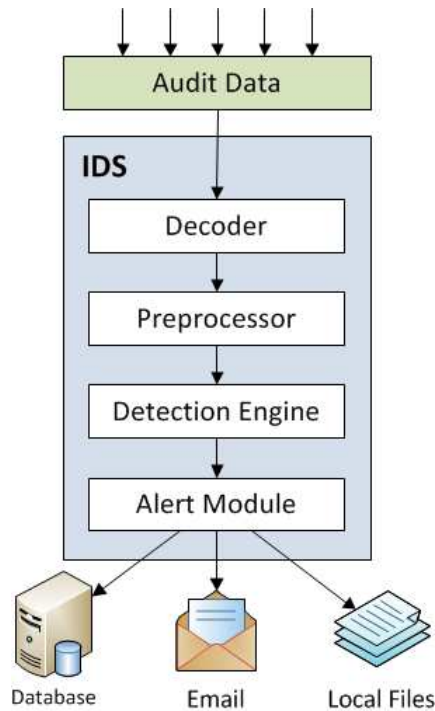 Audit Data
IDS
Decoder
Preprocessor
Detection Engine
Alert Module
Database
Email
Local Files